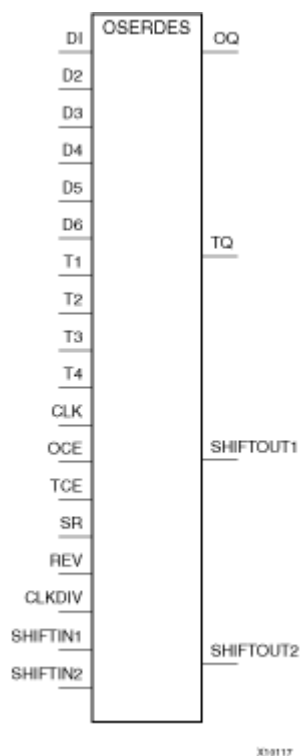 OSERDES
DI
D2
D3
D4
D5
D6
T1
T2
T3
T4
CLK
OCE
TCE
SR
REV
CLKDIV
SHIFTIN1
SHIFTIN2
OQ
TQ
SHIFTOUT1
SHIFTOUT2
X10117